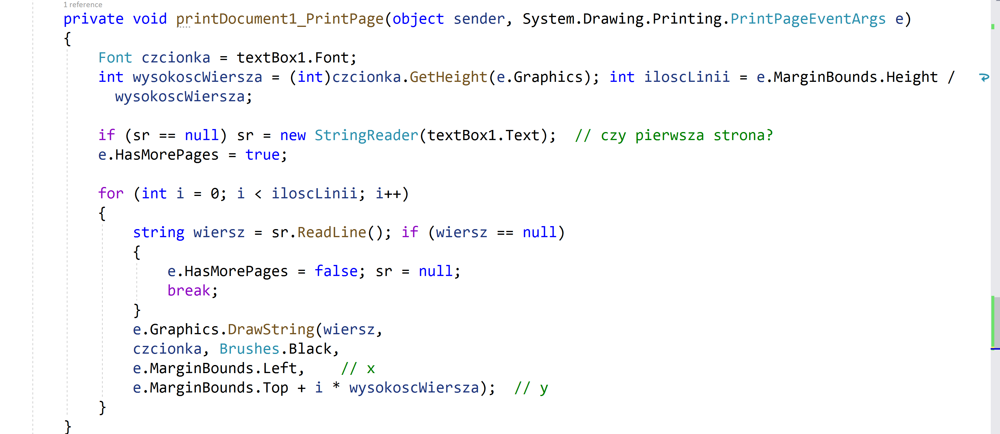 1 reference
private void printDocument1_PrintPage(object sender, System.Drawing.Printing.PrintPageEventArgs e)
{
Font czcionka = textBox1.Font;
int wysokoscWiersza = (int)czcionka.GetHeight(e.Graphics); int iloscLinii = e.MarginBounds.Height /
wysokoscWiersza;
if (sr == null) sr = new StringReader(textBox1.Text);  // czy pierwsza strona?
e.HasMorePages = true;
for (int i = 0; i < iloscLinii; i++)
{
string wiersz = sr.ReadLine(); if (wiersz == null)
{
e.HasMorePages = false; sr = null;
break;
}
e.Graphics.DrawString(wiersz,
czcionka, Brushes.Black,
e.MarginBounds.Left,    // x
e.MarginBounds.Top + i * wysokoscWiersza);  // y
}
}